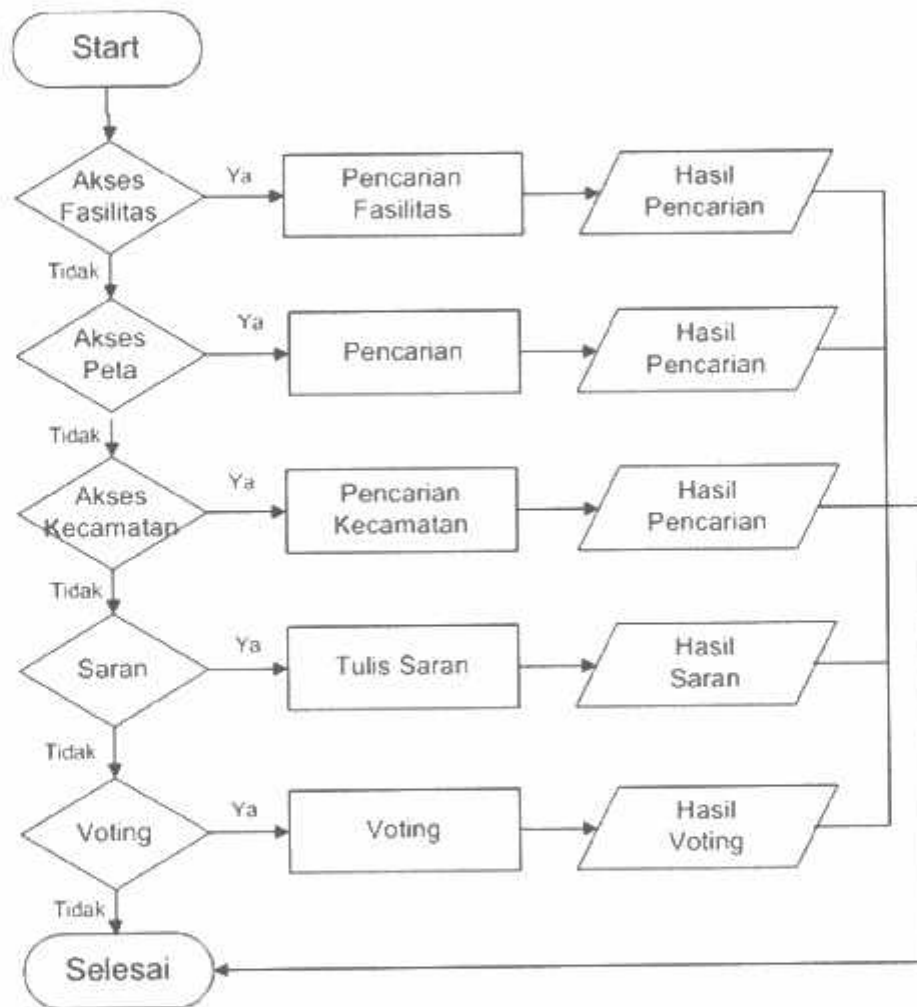 Start
Akses
Fasilitas
Ya
Pencarian
Fasilitas
Hasil
Pencarian
Tidak
Akses
Peta
Ya
Pencarian
Hasil
Pencarian
Tidak
Akses
Kecamatan
Ya
Pencarian
Kecamatan
Hasil
Pencarian
Tidak
Saran
Ya
Tulis Saran
Hasil
Saran
Tidak
Voting
Ya
Voting
Hasil
Voting
Tidak
Selesai